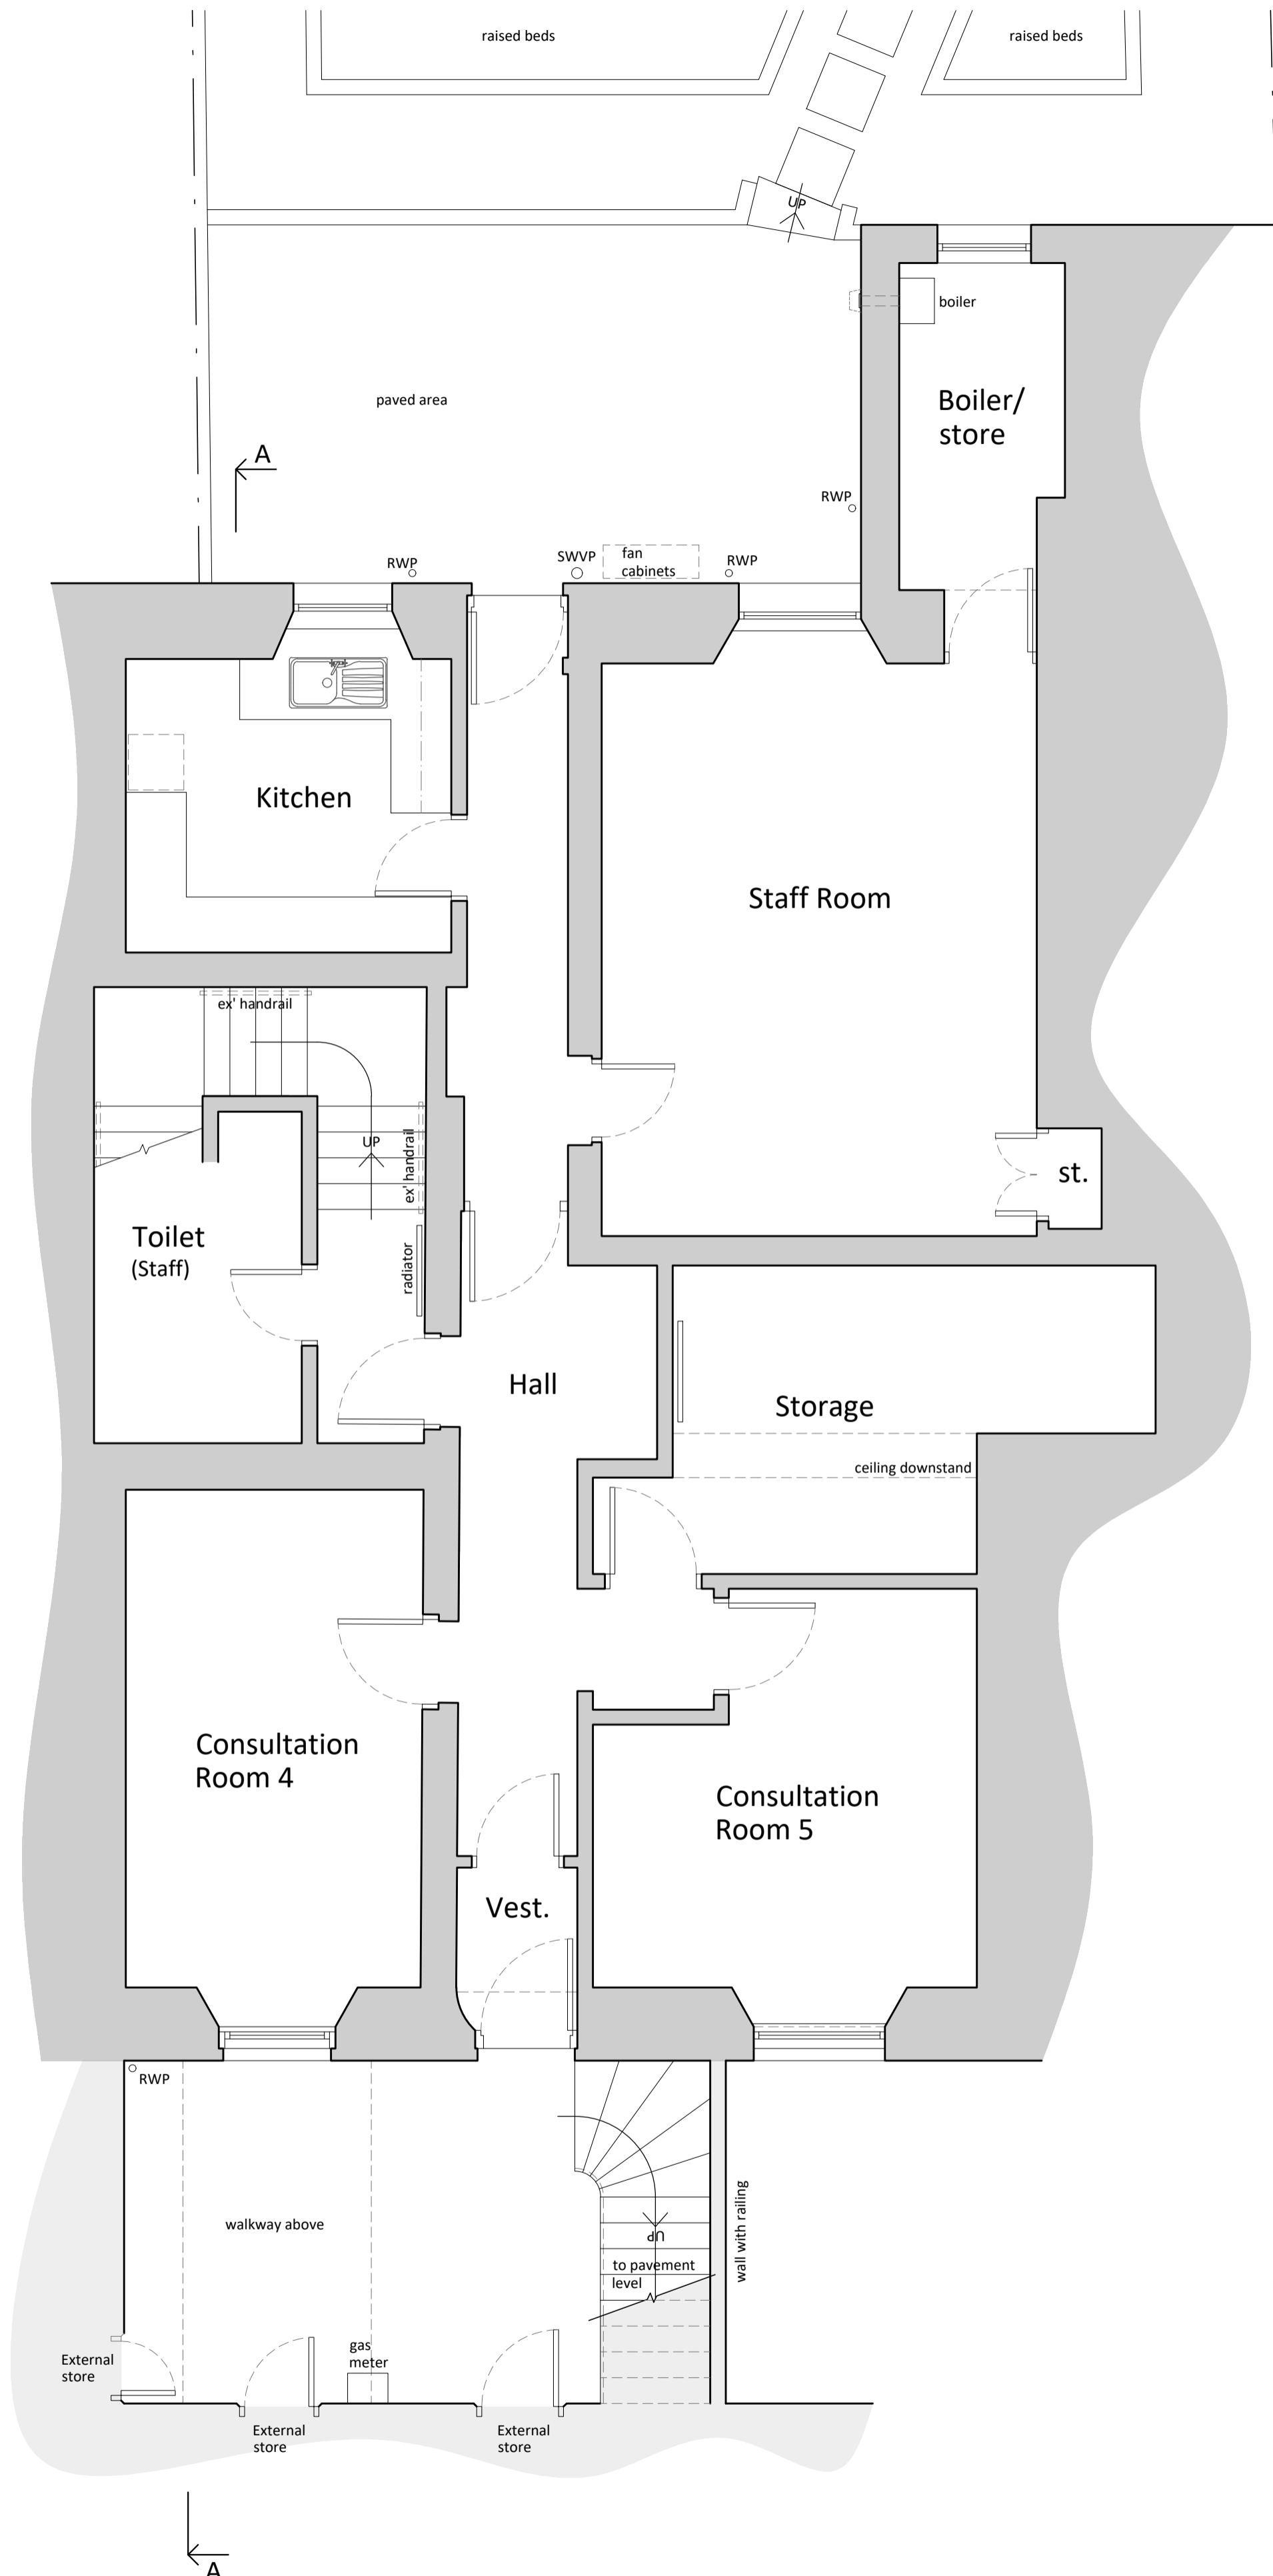 raised beds
raised beds
UP
boiler
paved area
Boiler/
store
A
RWP
RWP
SWVP
fan
cabinets
RWP
Kitchen
Staff Room
ex' handrail
UP
ex' handrail
st.
Toilet
(Staff)
radiator
Hall
Storage
ceiling downstand
Consultation
Room 4
Consultation
Room 5
Vest.
RWP
walkway above
wall with railing
UP
to pavement
level
gas
meter
External
store
External
store
External
store
A